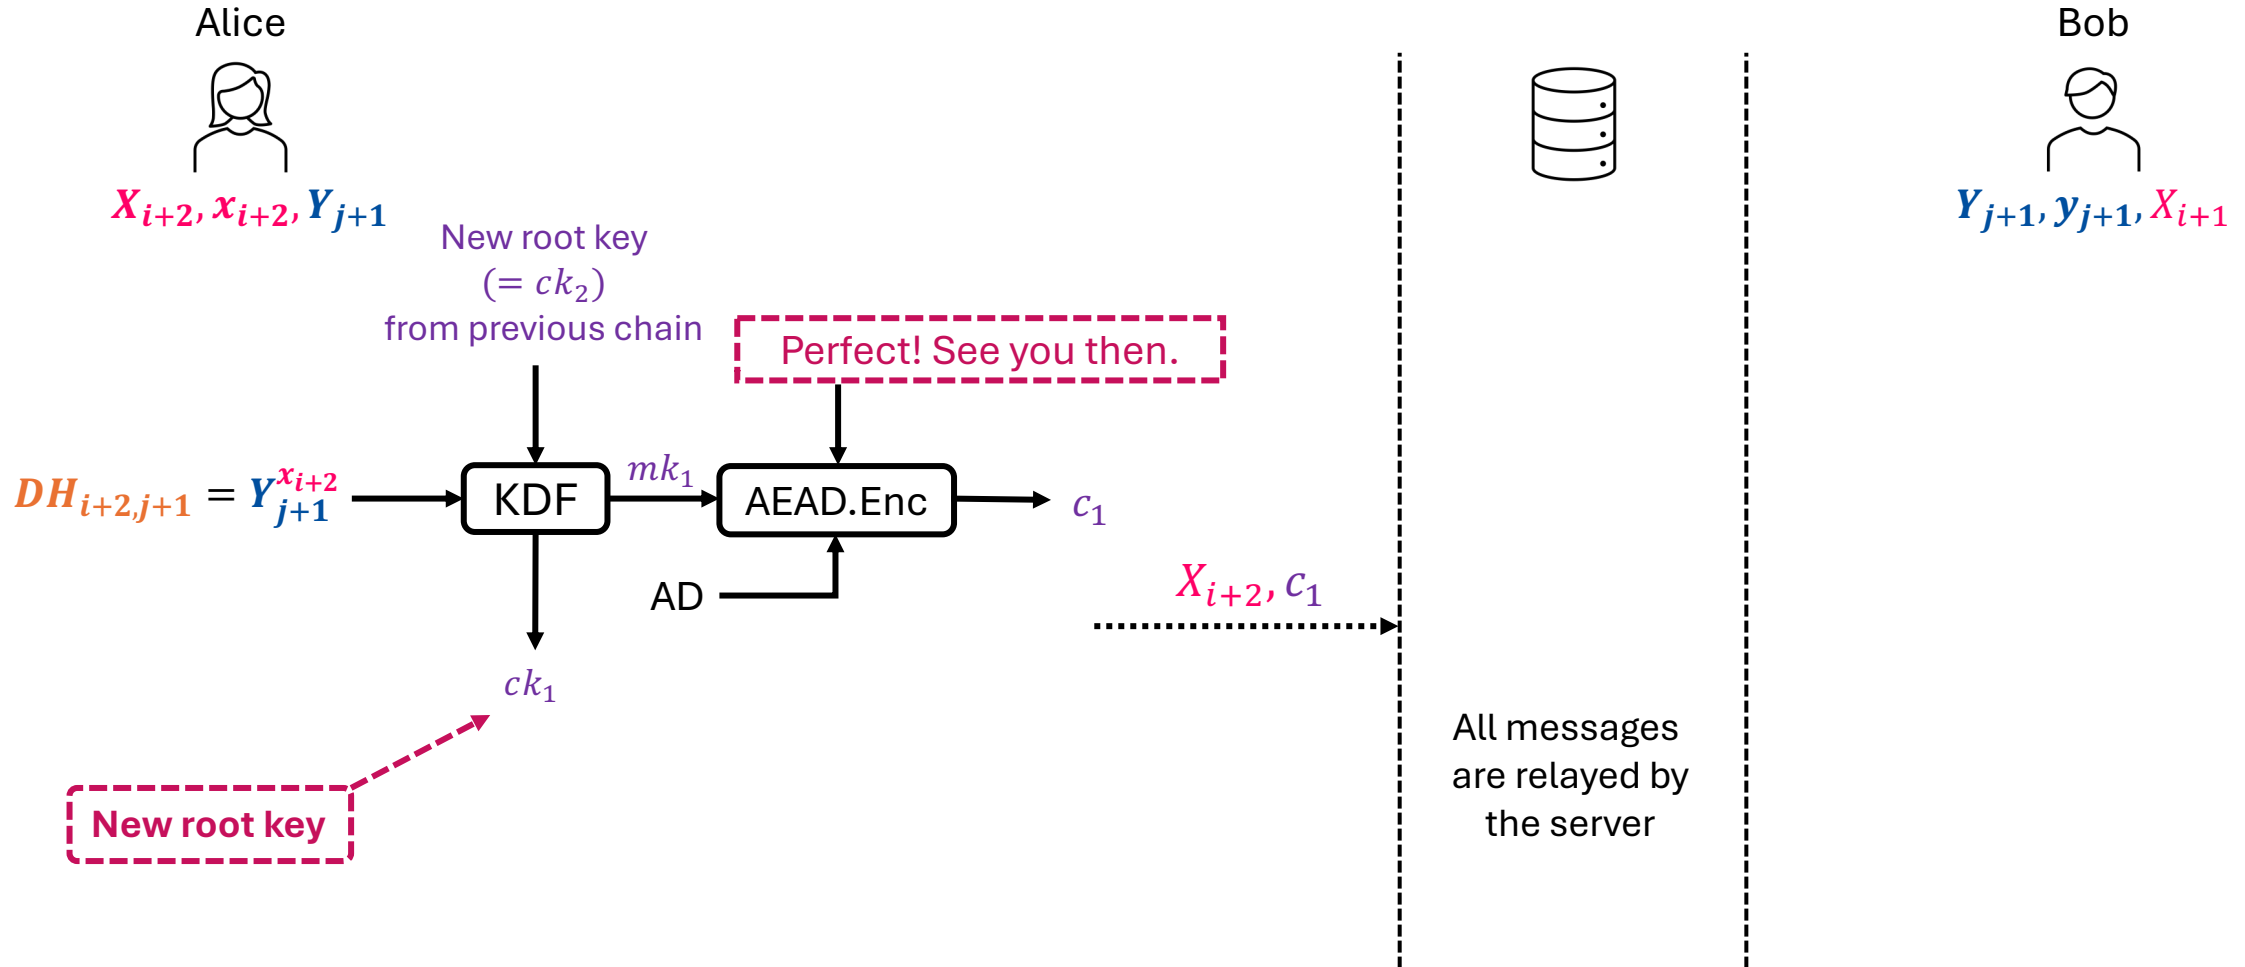 Alice
Bob
X_{i+2}, x_{i+2}, Y_{j+1}
Y_{j+1}, y_{j+1}, X_{i+1}
New root key
(= ck_2)
from previous chain
Perfect! See you then.
DH_{i+2,j+1} = Y_{j+1}^{x_{i+2}}
KDF
mk_1
AEAD.Enc
c_1
AD
X_{i+2}, c_1
ck_1
New root key
All messages
are relayed by
the server